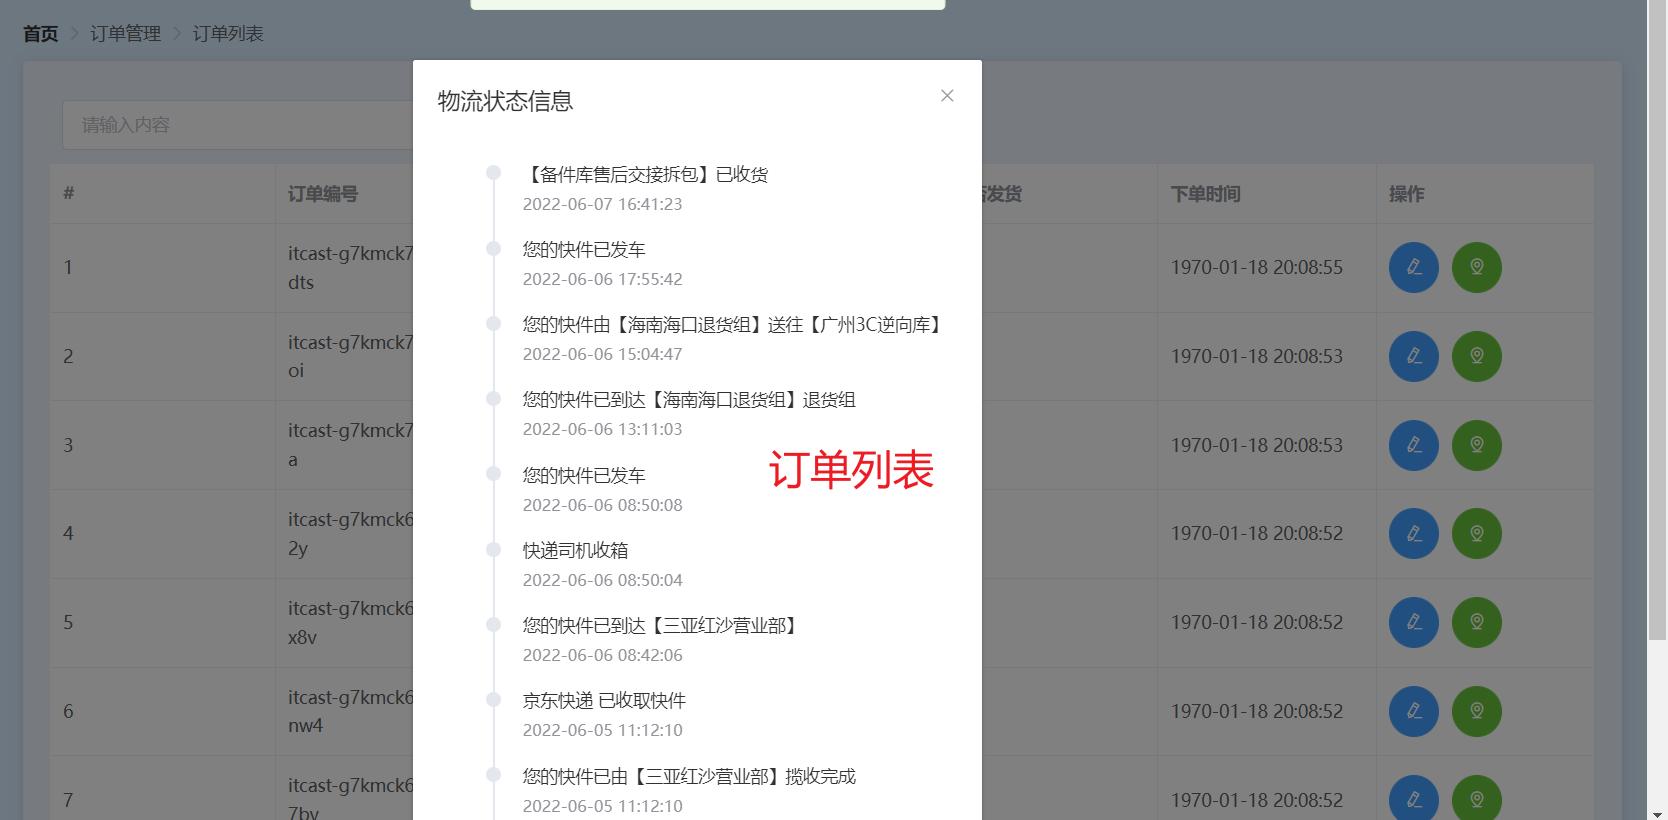 首页 > 订单管理 > 订单列表
物流状态信息
请输入内容
【备件库售后交接拆包】已收货
2022-06-07 16:41:23
# 订单编号 发货 下单时间 操作
您的快件已发车
2022-06-06 17:55:42
1 itcast-g7kmck7 1970-01-18 20:08:55
dts
您的快件由【海南海口退货组】送往【广州3C逆向库】
2022-06-06 15:04:47
2 itcast-g7kmck7 1970-01-18 20:08:53
oi
您的快件已到达【海南海口退货组】退货组
2022-06-06 13:11:03
3 itcast-g7kmck7 1970-01-18 20:08:53
a
订单列表
您的快件已发车
2022-06-06 08:50:08
4 itcast-g7kmck6 1970-01-18 20:08:52
2y
快递司机收箱
2022-06-06 08:50:04
5 itcast-g7kmck6 1970-01-18 20:08:52
x8v
您的快件已到达【三亚红沙营业部】
2022-06-06 08:42:06
6 itcast-g7kmck6 1970-01-18 20:08:52
nw4
京东快递 已收取快件
2022-06-05 11:12:10
7 itcast-g7kmck6 1970-01-18 20:08:52
7bv
您的快件已由【三亚红沙营业部】揽收完成
2022-06-05 11:12:10